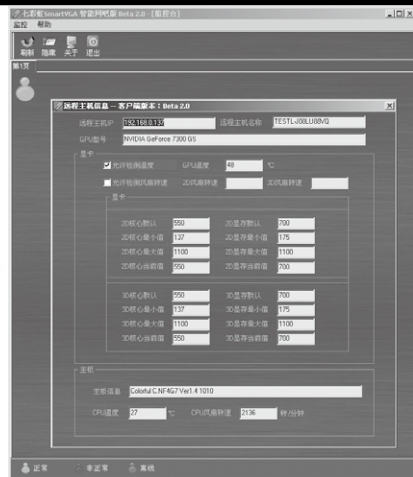 七彩虹SmartVGA 智能网吧版 Beta 2.0 - [监控台]
监控 帮助
刷新 隐藏 关于 退出
第1页
远程主机信息 -- 客户端版本：Beta 2.0
远程主机IP 192.168.0.137 远程主机名称 TESTL-J08LU88VQ
GPU型号 NVIDIA GeForce 7300 GS
显卡
允许检测温度 GPU温度 48 ℃
允许检测风扇转速 2D风扇转速 3D风扇转速
显卡
2D核心默认 550 2D显存默认 700
2D核心最小值 137 2D显存最小值 175
2D核心最大值 1100 2D显存最大值 1100
2D核心当前值 550 2D显存当前值 700
3D核心默认 550 3D显存默认 700
3D核心最小值 137 3D显存最小值 175
3D核心最大值 1100 3D显存最大值 1100
3D核心当前值 550 3D显存当前值 700
主板
主板信息 Colorful C.NF4G7 Ver1.4 1010
CPU温度 27 ℃ CPU风扇转速 2136 转/分钟
正常 非正常 离线